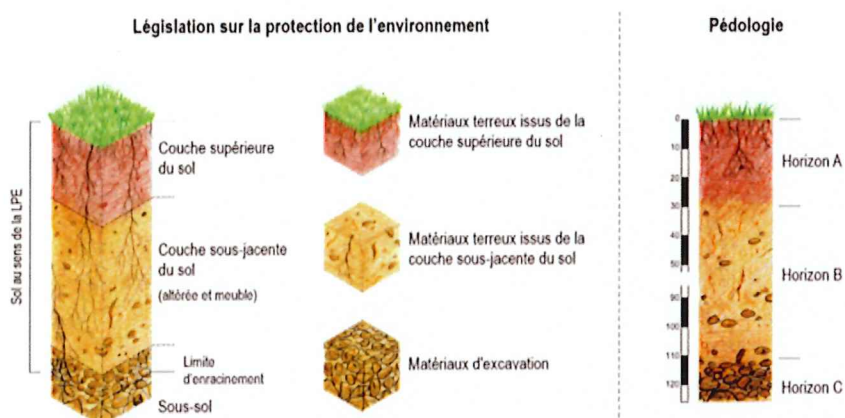 Législation sur la protection de l'environnement
Pédologie
Sol au sens de la LPE
Couche supérieure
du sol
Couche sous-jacente
du sol
(altérée et meuble)
Limite
d'enracinement
Sous-sol
Matériaux terreux issus de la
couche supérieure du sol
Matériaux terreux issus de la
couche sous-jacente du sol
Matériaux d'excavation
0
10
20
30
40
50
90
100
110
120
Horizon A
Horizon B
Horizon C